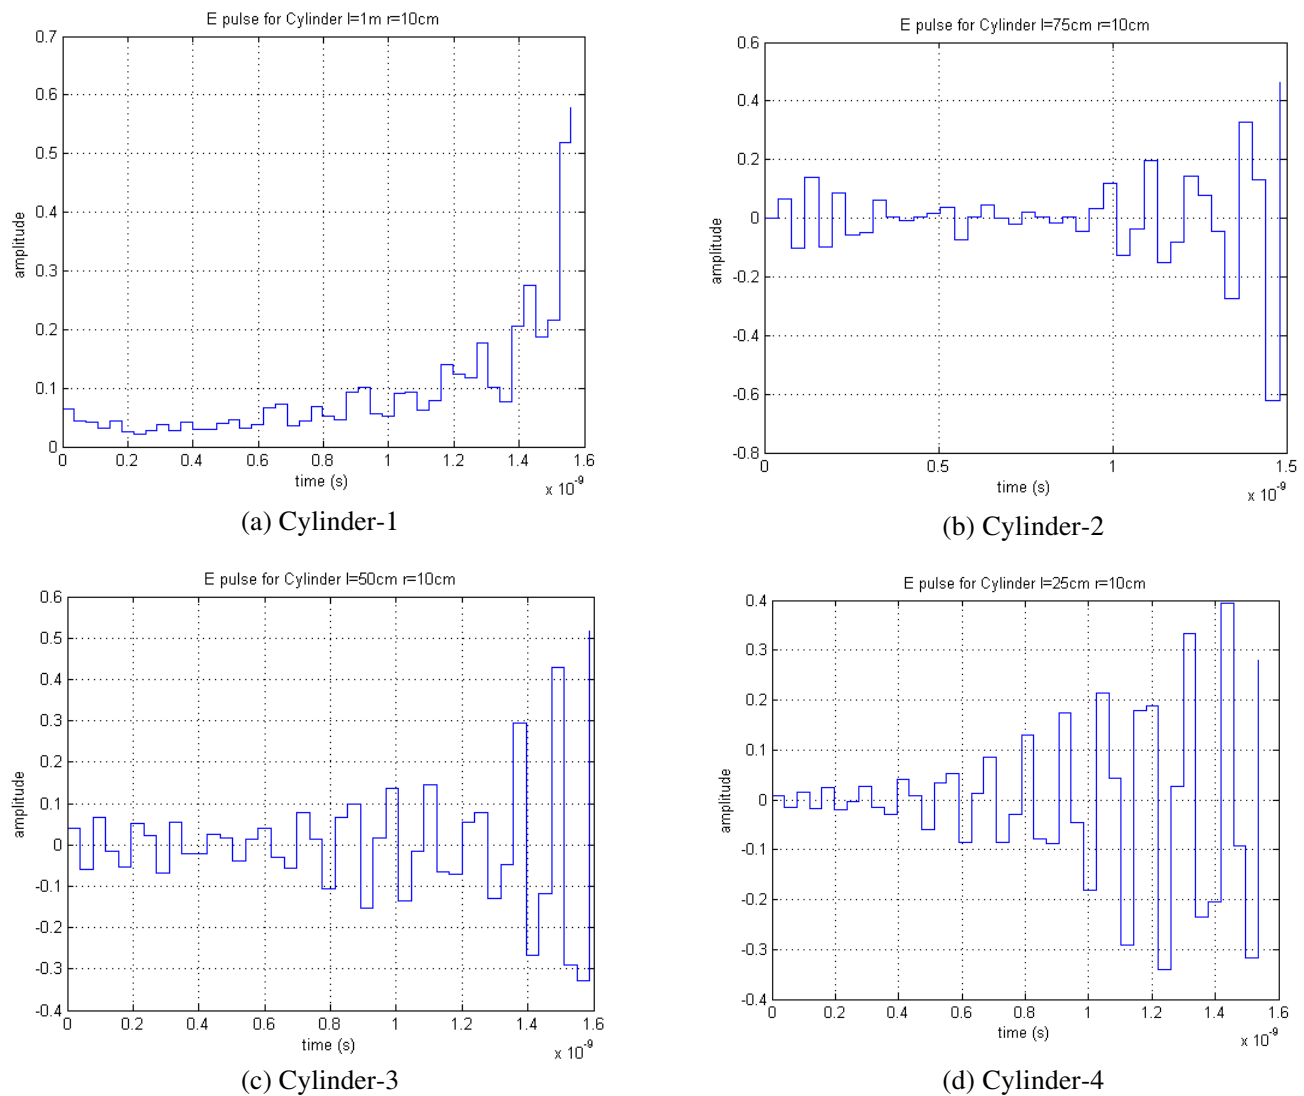 E pulse for Cylinder l=1m r=10cm
0.7
0.6
0.5
0.4
0.3
0.2
0.1
0
amplitude
0 0.2 0.4 0.6 0.8 1 1.2 1.4 1.6
time (s)
x 10-9
(a) Cylinder-1
E pulse for Cylinder l=75cm r=10cm
0.6
0.4
0.2
0
-0.2
-0.4
-0.6
-0.8
amplitude
0 0.5 1 1.5
time (s)
x 10-9
(b) Cylinder-2
E pulse for Cylinder l=50cm r=10cm
0.6
0.5
0.4
0.3
0.2
0.1
0
-0.1
-0.2
-0.3
-0.4
amplitude
0 0.2 0.4 0.6 0.8 1 1.2 1.4 1.6
time (s)
x 10-9
(c) Cylinder-3
E pulse for Cylinder l=25cm r=10cm
0.4
0.3
0.2
0.1
0
-0.1
-0.2
-0.3
-0.4
amplitude
0 0.2 0.4 0.6 0.8 1 1.2 1.4 1.6
time (s)
x 10-9
(d) Cylinder-4